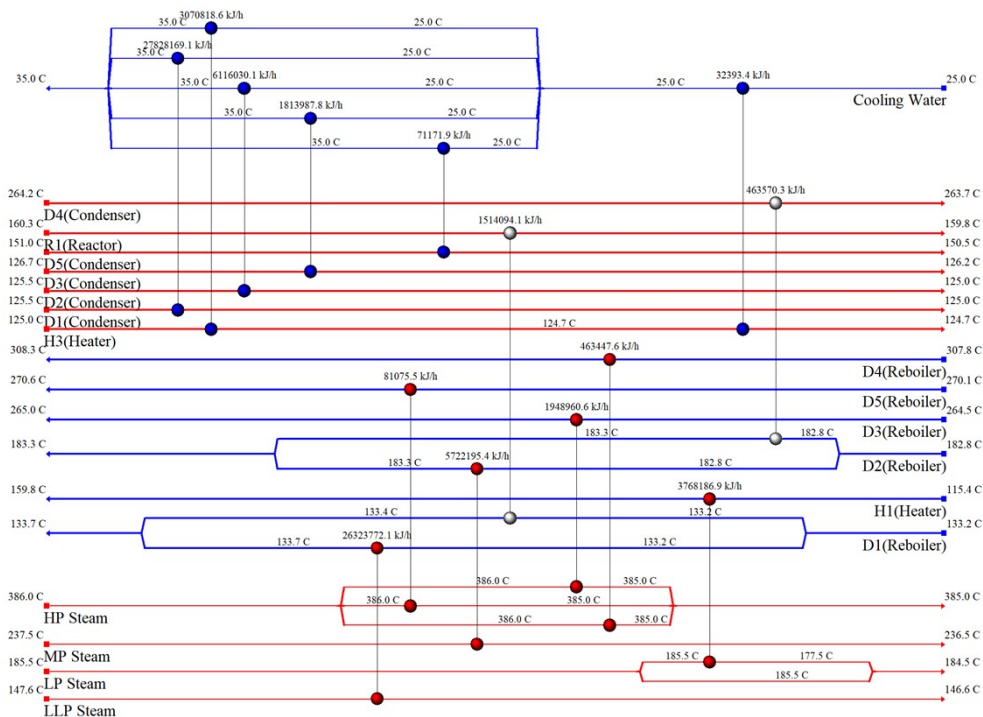 3070818.6 kJ/h
35.0 C 25.0 C
27828169.1 kJ/h
35.0 C 25.0 C
35.0 C 6116030.1 kJ/h 32393.4 kJ/h 25.0 C
35.0 C 25.0 C 25.0 C
Cooling Water
1813987.8 kJ/h
35.0 C 25.0 C
71171.9 kJ/h
35.0 C 25.0 C
264.2 C 463570.3 kJ/h 263.7 C
D4(Condenser)
160.3 C 1514094.1 kJ/h 159.8 C
R1(Reactor)
151.0 C 150.5 C
D5(Condenser)
126.7 C 126.2 C
D3(Condenser)
125.5 C 125.0 C
D2(Condenser)
125.5 C 125.0 C
D1(Condenser)
125.0 C 124.7 C 124.7 C
H3(Heater)
308.3 C 463447.6 kJ/h 307.8 C
D4(Reboiler)
270.6 C 81075.5 kJ/h 270.1 C
D5(Reboiler)
265.0 C 1948960.6 kJ/h 264.5 C
D3(Reboiler)
183.3 C 182.8 C
183.3 C 182.8 C
D2(Reboiler)
5722195.4 kJ/h
183.3 C 182.8 C
159.8 C 3768186.9 kJ/h 115.4 C
H1(Heater)
133.4 C 133.2 C
133.7 C 133.2 C
D1(Reboiler)
26323772.1 kJ/h
133.7 C 133.2 C
386.0 C 385.0 C
386.0 C 386.0 C 385.0 C 385.0 C
HP Steam
386.0 C 385.0 C
237.5 C 236.5 C
MP Steam
185.5 C 177.5 C
185.5 C 184.5 C
LP Steam
185.5 C
147.6 C 146.6 C
LLP Steam